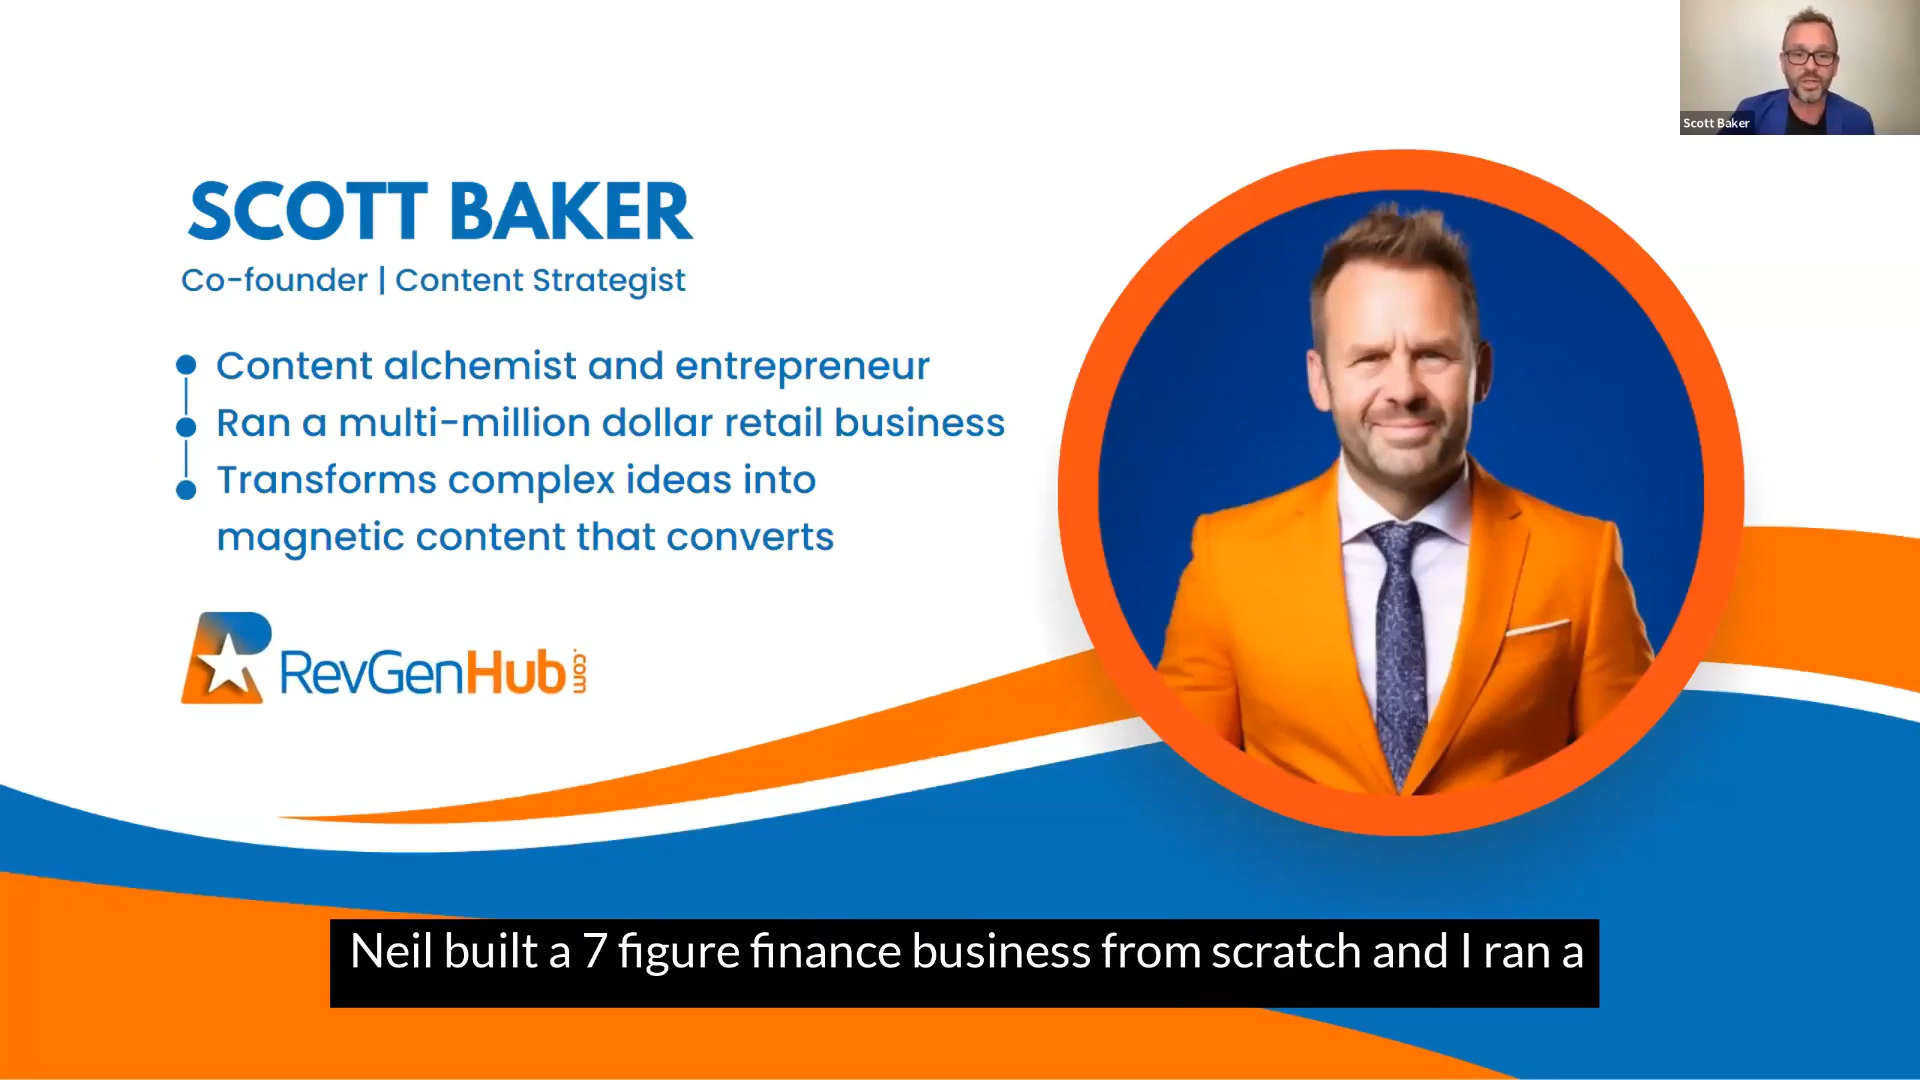 Scott Baker
SCOTT BAKER
Co-founder | Content Strategist
Content alchemist and entrepreneur
Ran a multi-million dollar retail business
Transforms complex ideas into
magnetic content that converts
RevGenHub.com
Neil built a 7 figure finance business from scratch and I ran a